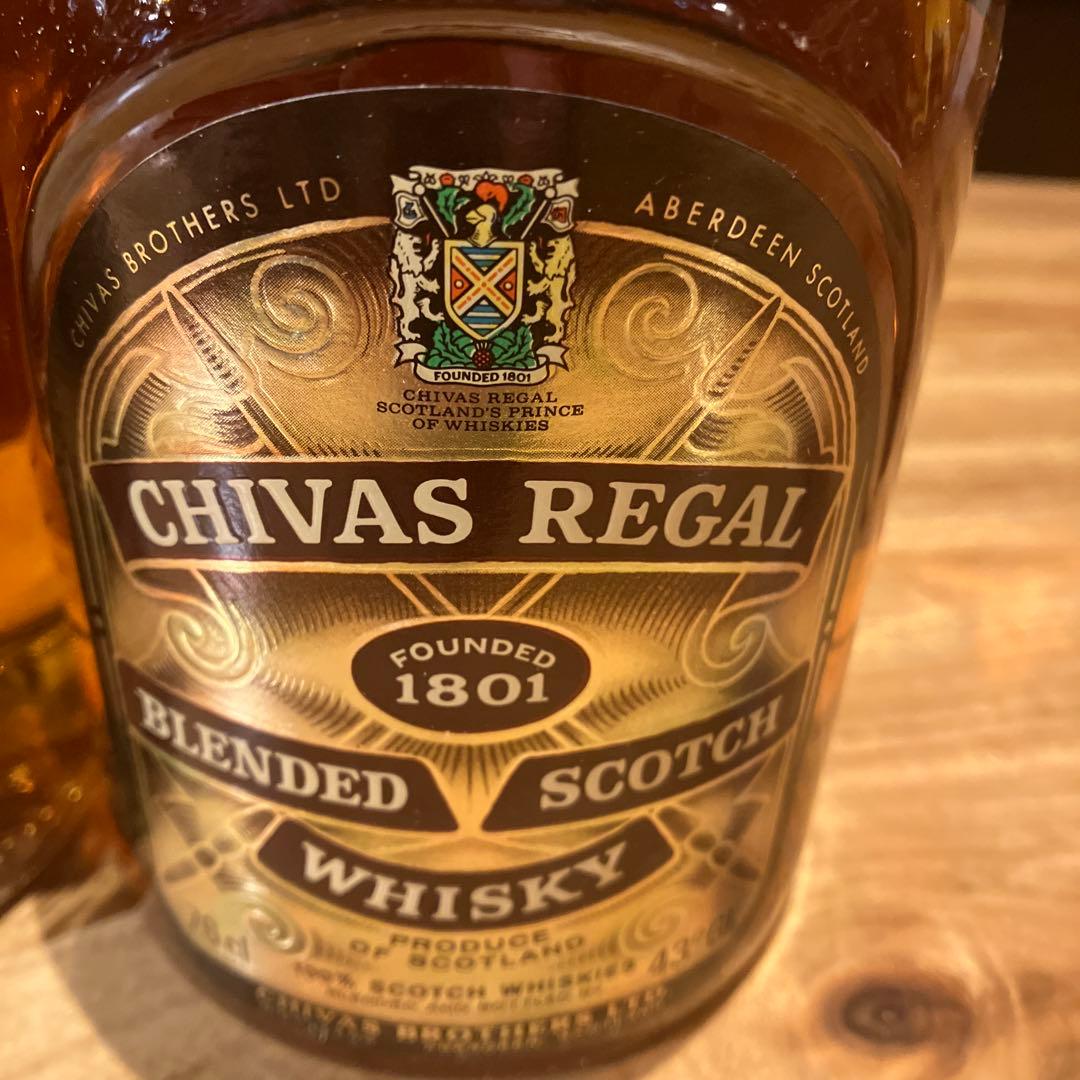 CHIVAS BROTHERS LTD
ABERDEEN SCOTLAND
FOUNDED 1801
CHIVAS REGAL
SCOTLAND'S PRINCE
OF WHISKIES
CHIVAS REGAL
FOUNDED
1801
BLENDED SCOTCH
WHISKY
PRODUCE
OF SCOTLAND
100% SCOTCH WHISKIES
CHIVAS BROTHERS LTD